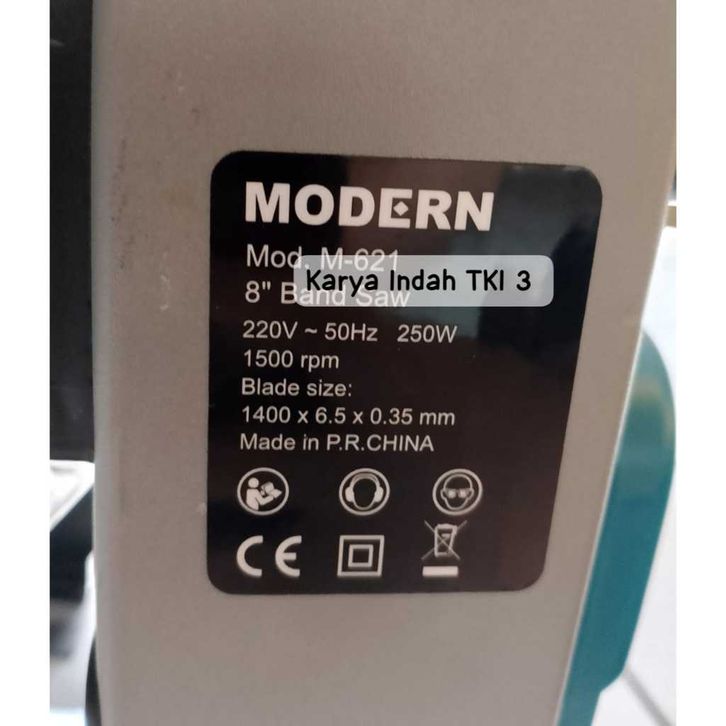 MODERN
Mod. M-621
Karya Indah TKI 3
8" Band Saw
220V ~ 50Hz 250W
1500 rpm
Blade size:
1400 x 6.5 x 0.35 mm
Made in P.R.CHINA
CE